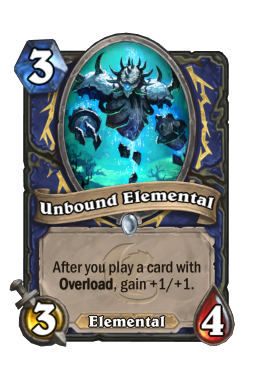 3
Unbound Elemental
After you play a card with
Overload, gain +1/+1.
3
Elemental
4